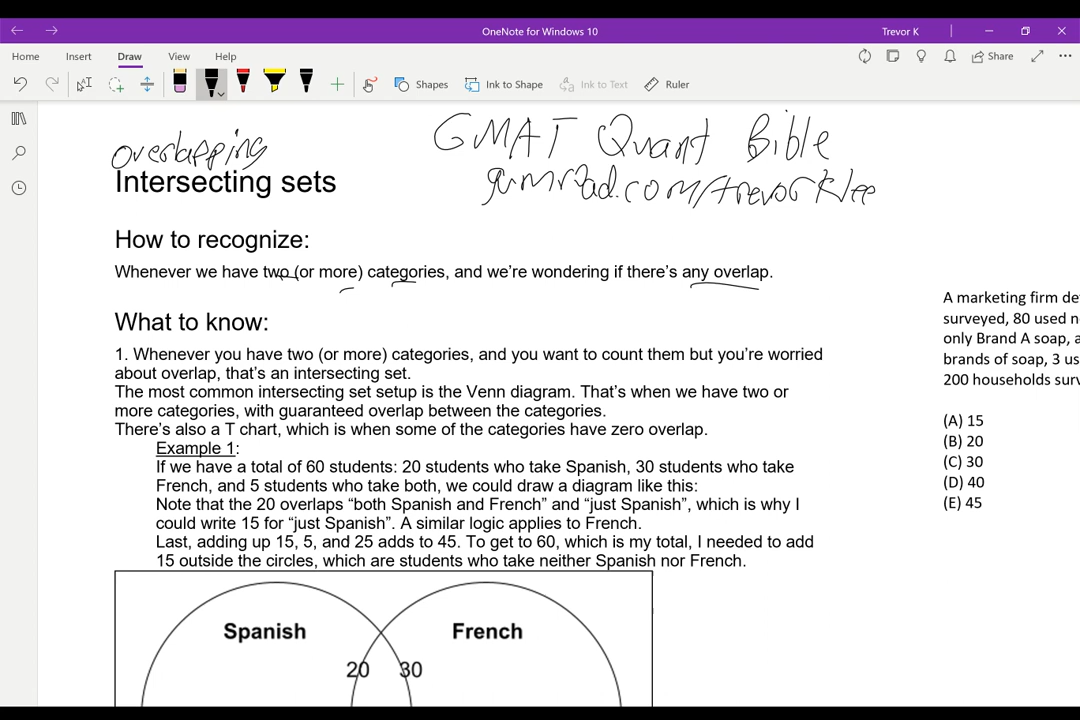 OneNote for Windows 10
Trevor K
Home Insert Draw View Help
Share
Shapes Ink to Shape Ink to Text Ruler
overlapping
GMAT Quant Bible
gumroad.com/trevorklee
Intersecting sets
How to recognize:
Whenever we have two (or more) categories, and we're wondering if there's any overlap.
What to know:
1. Whenever you have two (or more) categories, and you want to count them but you're worried
about overlap, that's an intersecting set.
The most common intersecting set setup is the Venn diagram. That's when we have two or
more categories, with guaranteed overlap between the categories.
There's also a T chart, which is when some of the categories have zero overlap.
Example 1:
If we have a total of 60 students: 20 students who take Spanish, 30 students who take
French, and 5 students who take both, we could draw a diagram like this:
Note that the 20 overlaps "both Spanish and French" and "just Spanish", which is why I
could write 15 for "just Spanish". A similar logic applies to French.
Last, adding up 15, 5, and 25 adds to 45. To get to 60, which is my total, I needed to add
15 outside the circles, which are students who take neither Spanish nor French.
Spanish
French
20 30
A marketing firm de
surveyed, 80 used n
only Brand A soap, a
brands of soap, 3 us
200 households surv
(A) 15
(B) 20
(C) 30
(D) 40
(E) 45